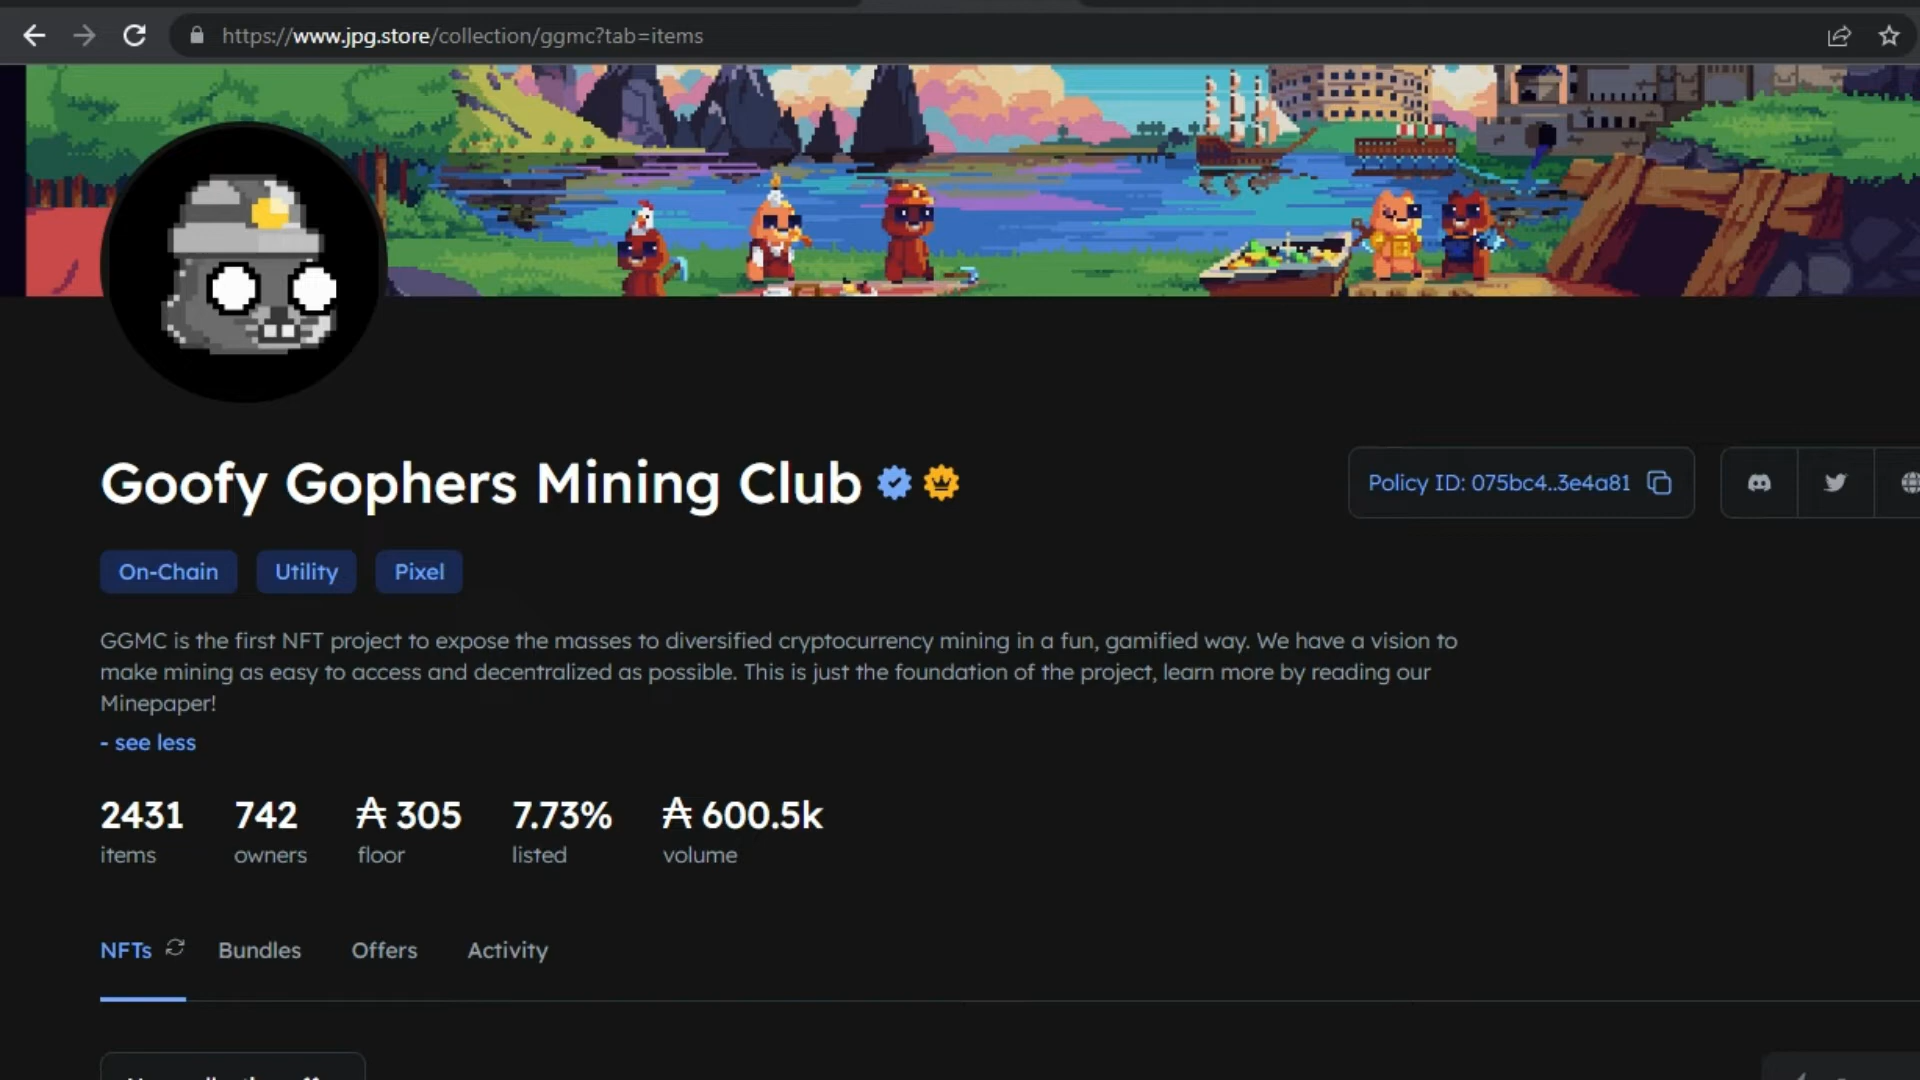 https://www.jpg.store/collection/ggmc?tab=items
Goofy Gophers Mining Club
Policy ID: 075bc4..3e4a81
On-Chain Utility Pixel
GGMC is the first NFT project to expose the masses to diversified cryptocurrency mining in a fun, gamified way. We have a vision to
make mining as easy to access and decentralized as possible. This is just the foundation of the project, learn more by reading our
Minepaper!
- see less
2431 742 ₳ 305 7.73% ₳ 600.5k
items owners floor listed volume
NFTs Bundles Offers Activity